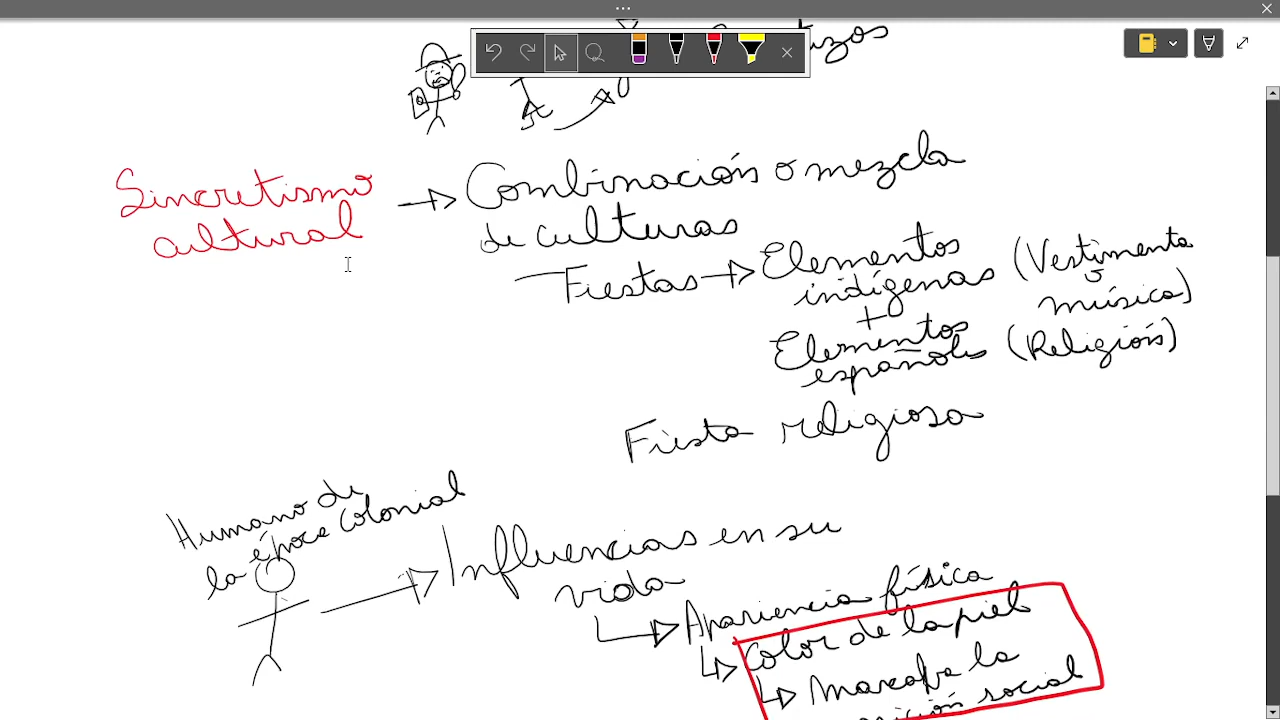 Sincretismo
cultural
Combinación o mezcla
de culturas
Fiestas
Elementos
indígenas
(Vestimenta
o
música)
+
Elementos
españoles
(Religión)
Fiesta religiosa
Humano de
la época colonial
Influencias en su
vida
Apariencia física
Color de la piel
Marcaba la
social